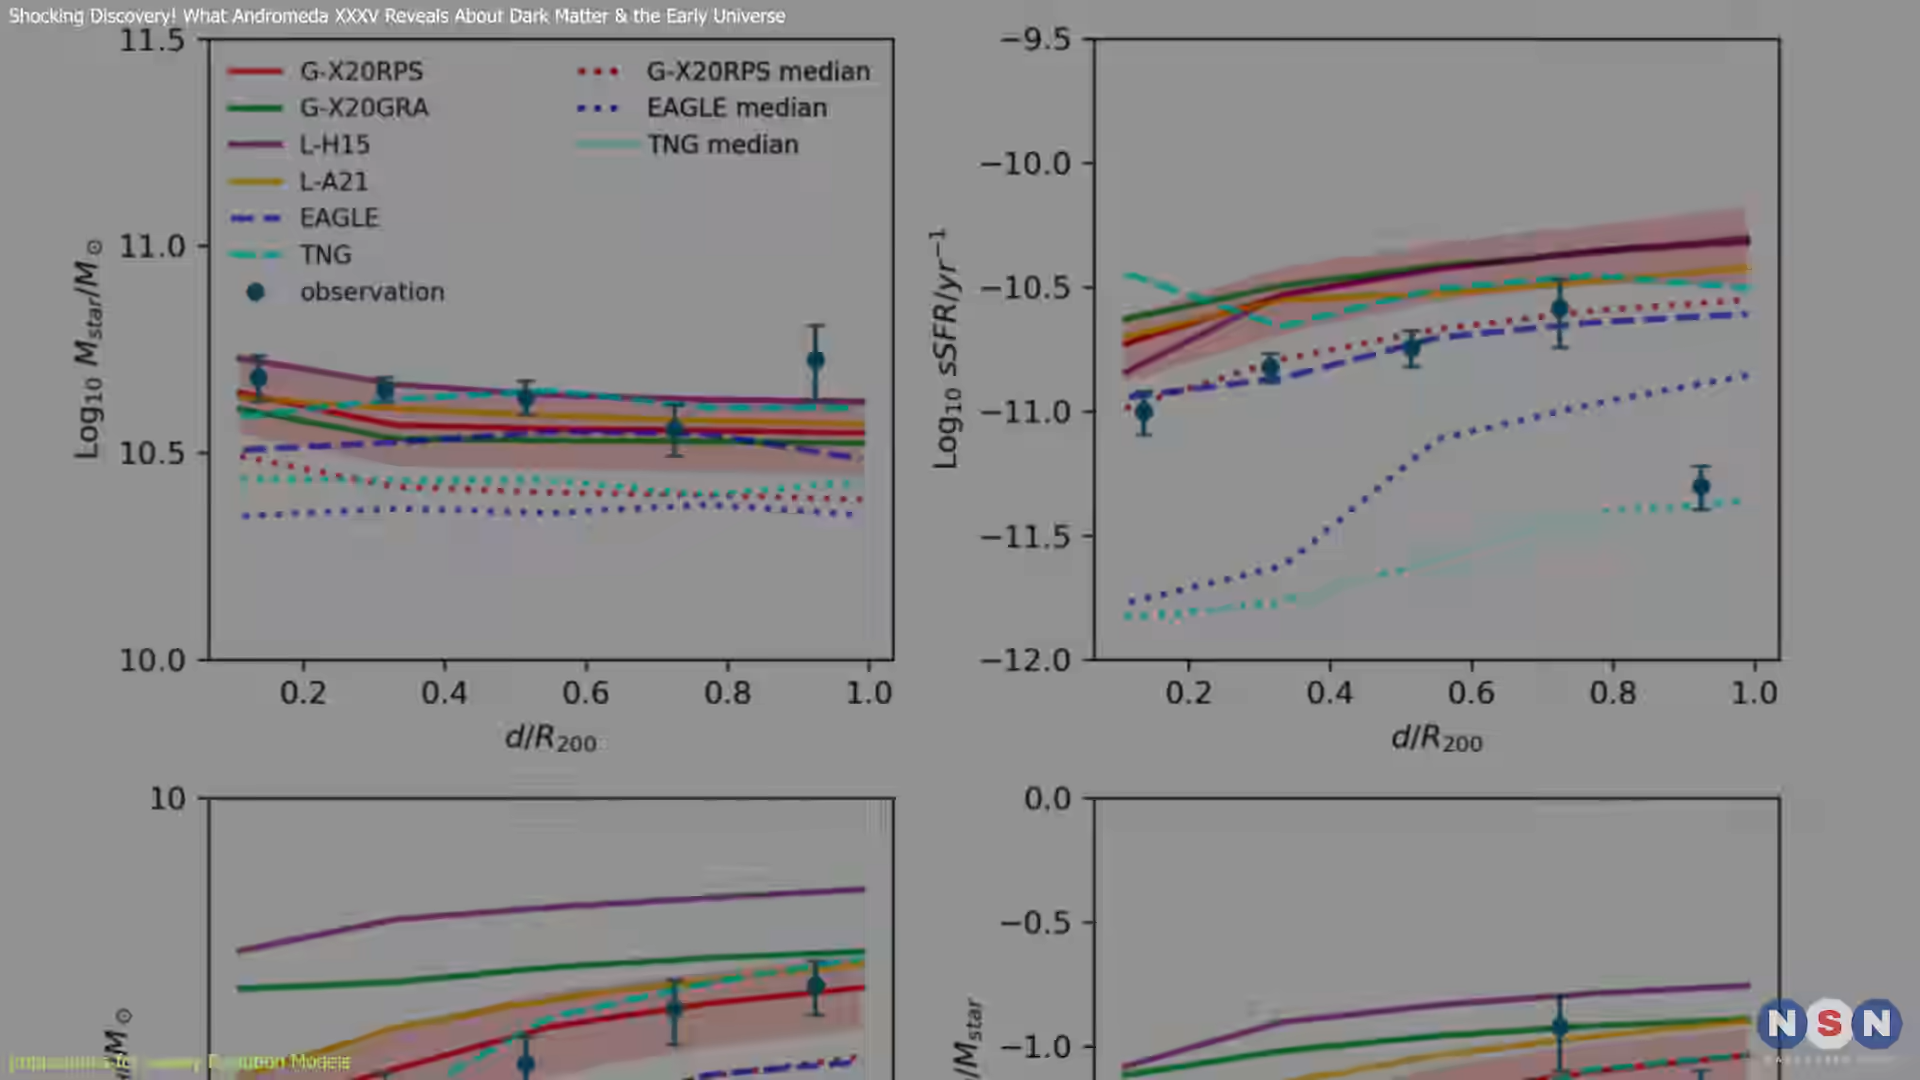 Shocking Discovery! What Andromeda XXXV Reveals About Dark Matter & the Early Universe
11.5
11.0
10.5
10.0
Log10 Mstar/M⊙
G-X20RPS
G-X20GRA
L-H15
L-A21
EAGLE
TNG
observation
G-X20RPS median
EAGLE median
TNG median
0.2 0.4 0.6 0.8 1.0
d/R200
−9.5
−10.0
−10.5
−11.0
−11.5
−12.0
Log10 sSFR/yr−1
0.2 0.4 0.6 0.8 1.0
d/R200
10
/M⊙
0.0
−0.5
−1.0
/Mstar
Evolution Models
NSN